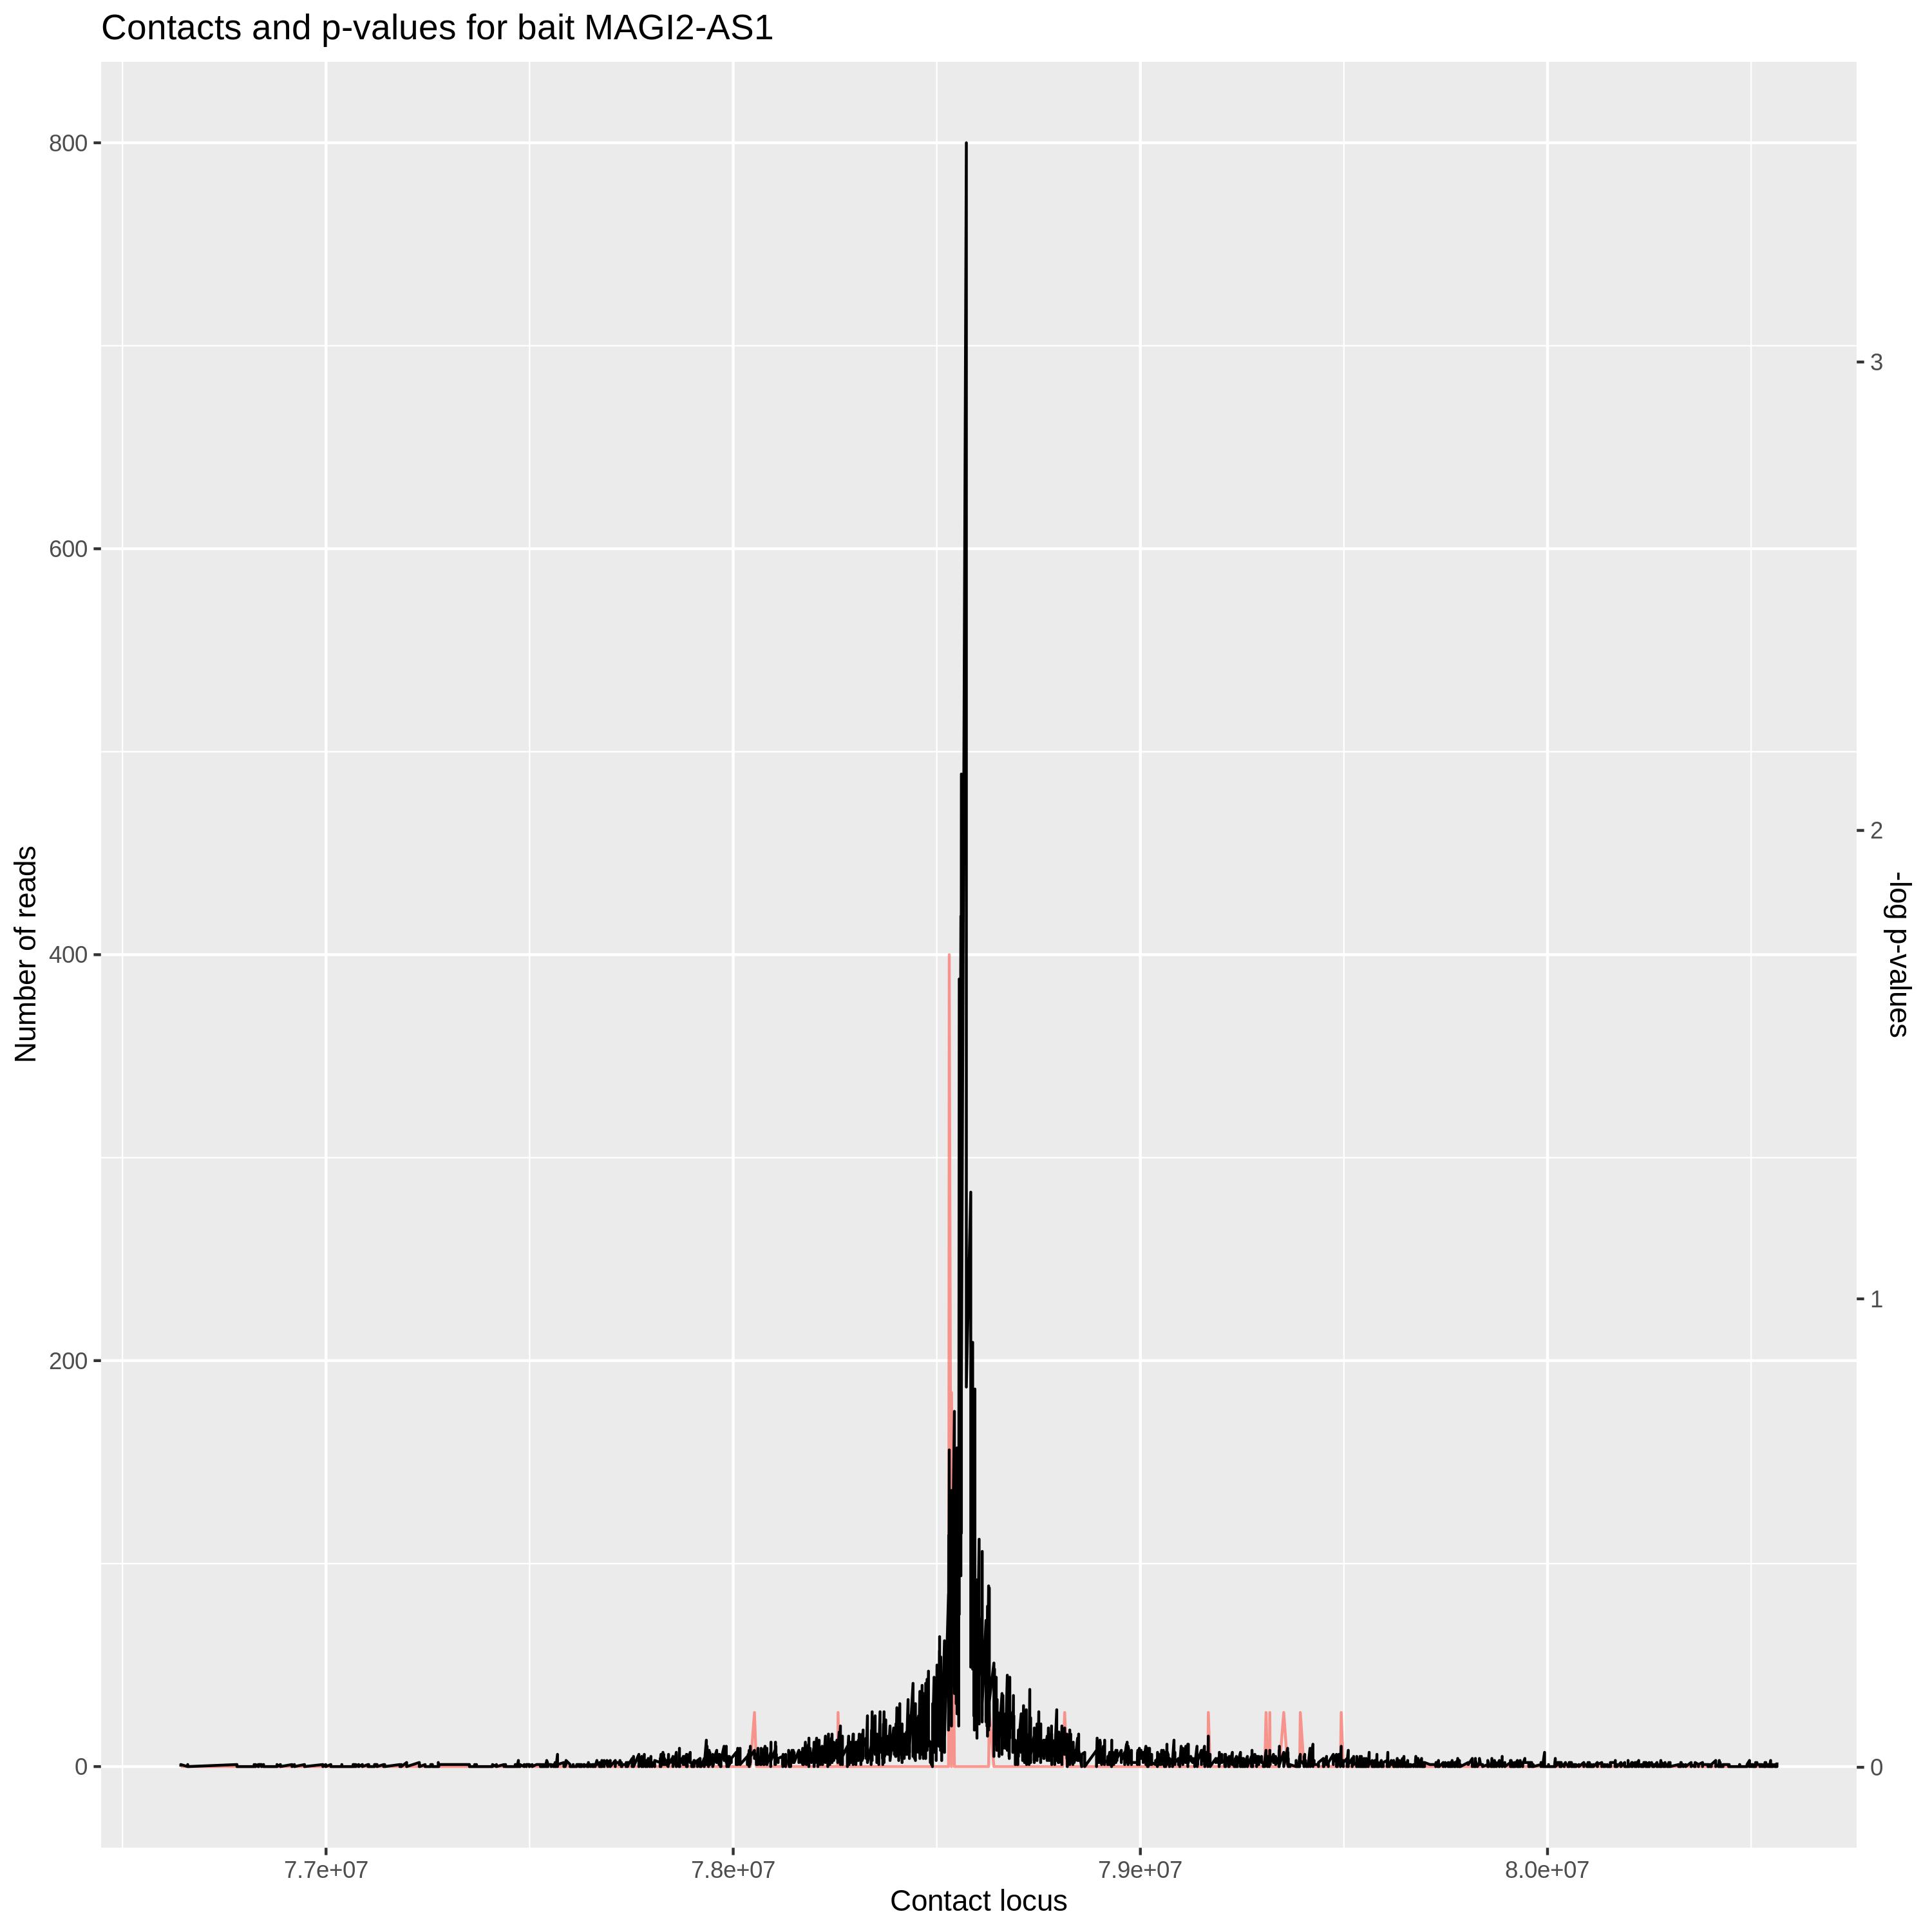 Contacts and p-values for bait MAGI2-AS1
800
600
400
200
0
Number of reads
3
2
1
0
-log p-values
7.7e+07
7.8e+07
7.9e+07
8.0e+07
Contact locus